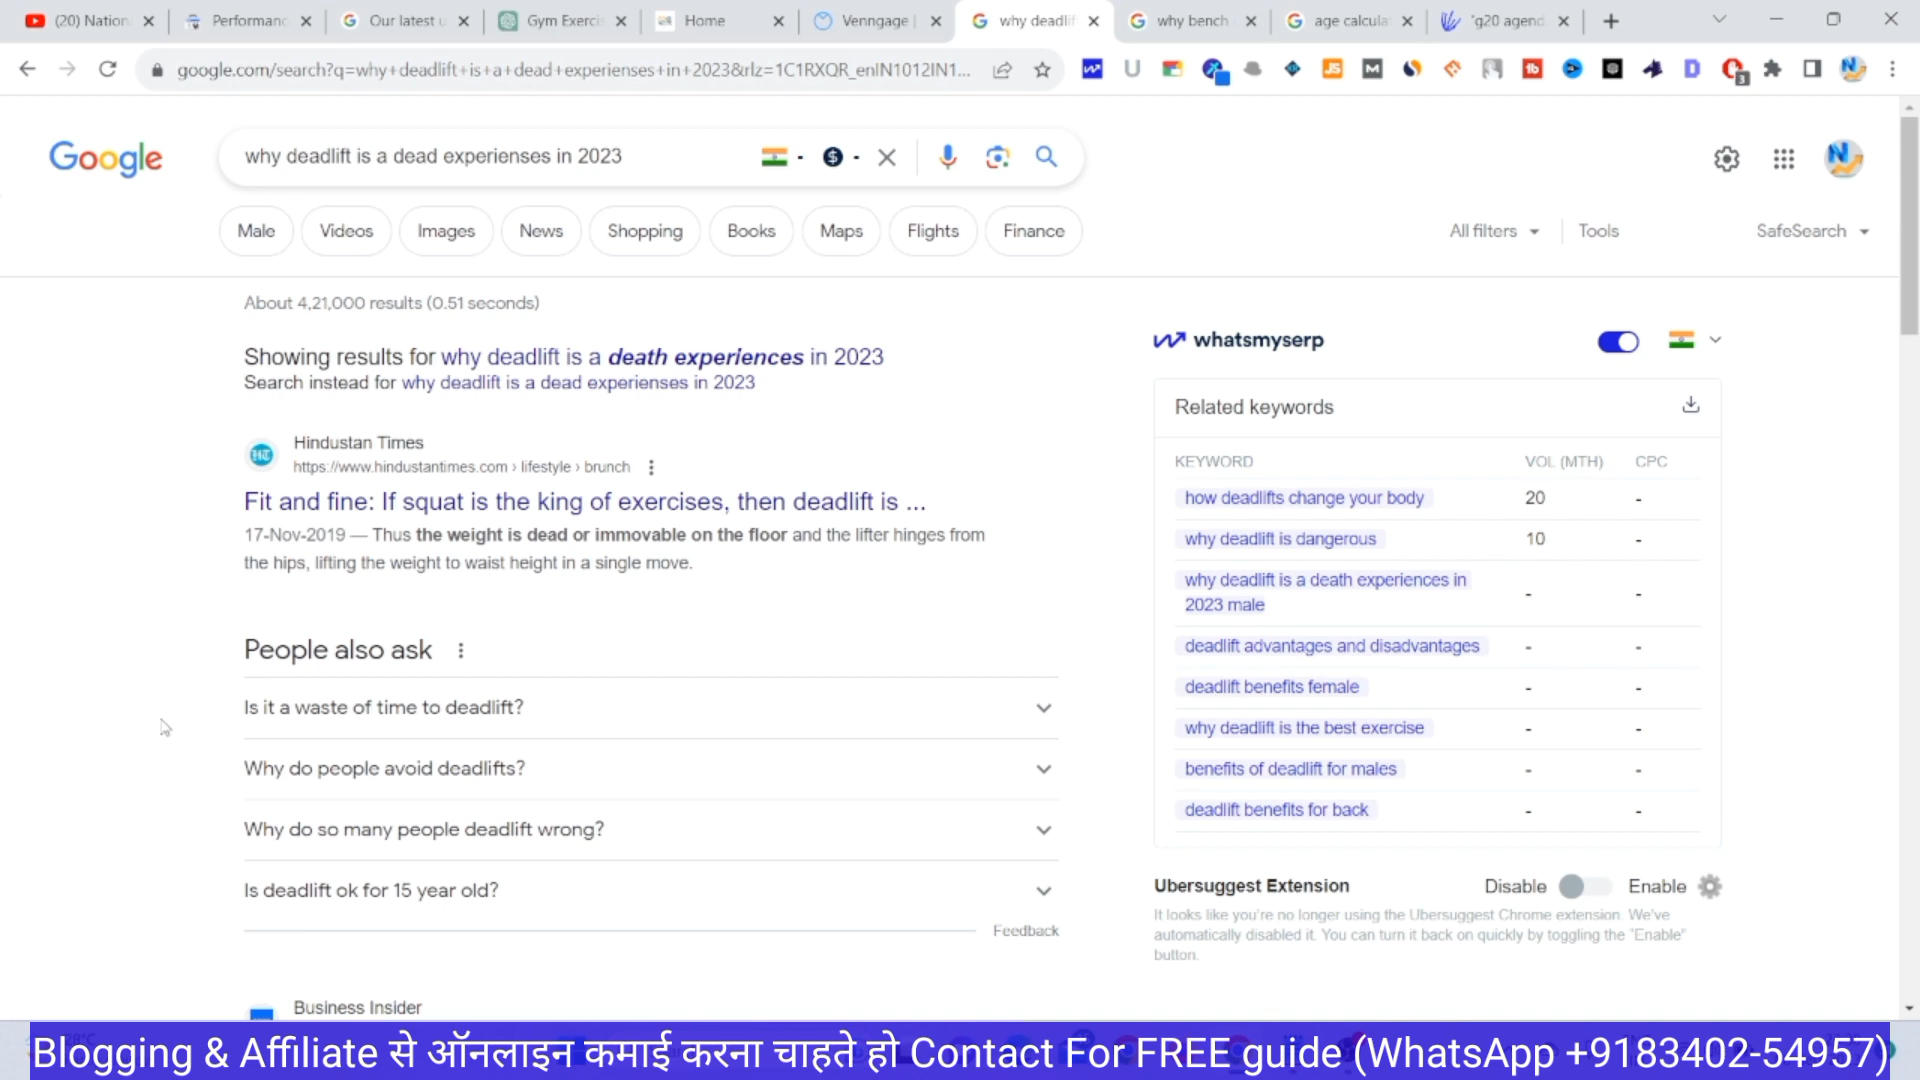 (20) Nation
Performanc
Our latest u
Gym Exercis
Home
Venngage |
why deadlif
why bench
age calcula
'g20 agend
google.com/search?q=why+deadlift+is+a+dead+experienses+in+2023&rlz=1C1RXQR_enIN1012IN1...
Google
why deadlift is a dead experienses in 2023
Male
Videos
Images
News
Shopping
Books
Maps
Flights
Finance
All filters
Tools
SafeSearch
About 4,21,000 results (0.51 seconds)
Showing results for why deadlift is a death experiences in 2023
Search instead for why deadlift is a dead experienses in 2023
Hindustan Times
https://www.hindustantimes.com › lifestyle › brunch
Fit and fine: If squat is the king of exercises, then deadlift is ...
17-Nov-2019 — Thus the weight is dead or immovable on the floor and the lifter hinges from
the hips, lifting the weight to waist height in a single move.
People also ask
Is it a waste of time to deadlift?
Why do people avoid deadlifts?
Why do so many people deadlift wrong?
Is deadlift ok for 15 year old?
Feedback
Business Insider
whatsmyserp
Related keywords
KEYWORD VOL (MTH) CPC
how deadlifts change your body 20 -
why deadlift is dangerous 10 -
why deadlift is a death experiences in
2023 male - -
deadlift advantages and disadvantages - -
deadlift benefits female - -
why deadlift is the best exercise - -
benefits of deadlift for males - -
deadlift benefits for back - -
Ubersuggest Extension Disable Enable
It looks like you're no longer using the Ubersuggest Chrome extension. We've
automatically disabled it. You can turn it back on quickly by toggling the "Enable"
button.
Blogging & Affiliate से ऑनलाइन कमाई करना चाहते हो Contact For FREE guide (WhatsApp +9183402-54957)